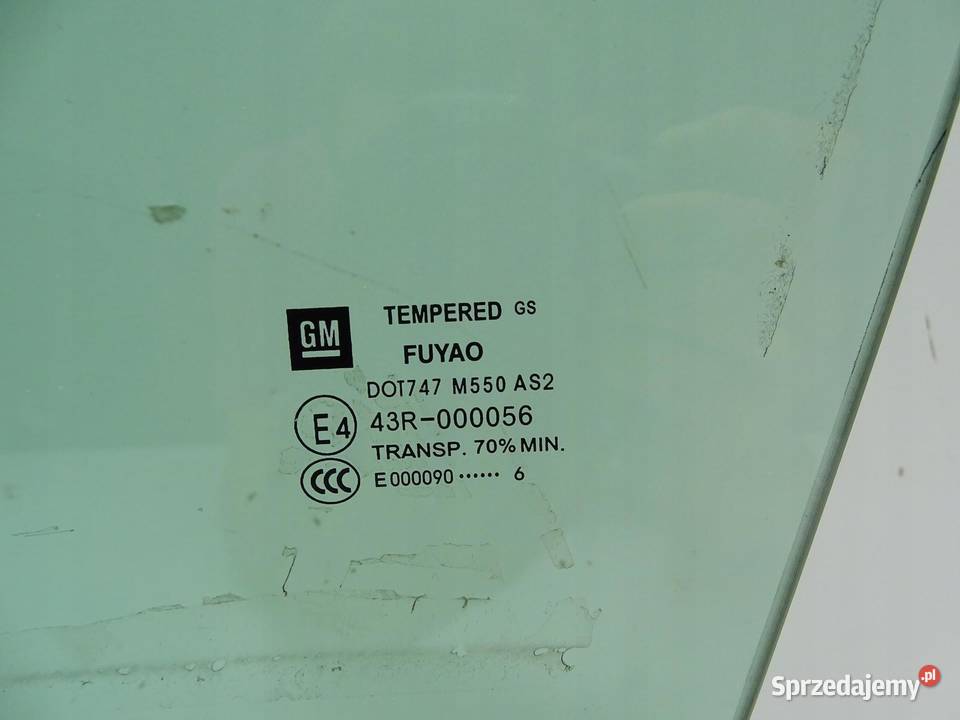 GM
TEMPERED GS
FUYAO
DOT747 M550 AS2
E4 43R-000056
TRANSP. 70% MIN.
CCC E000090 ······ 6
Sprzedajemy.pl